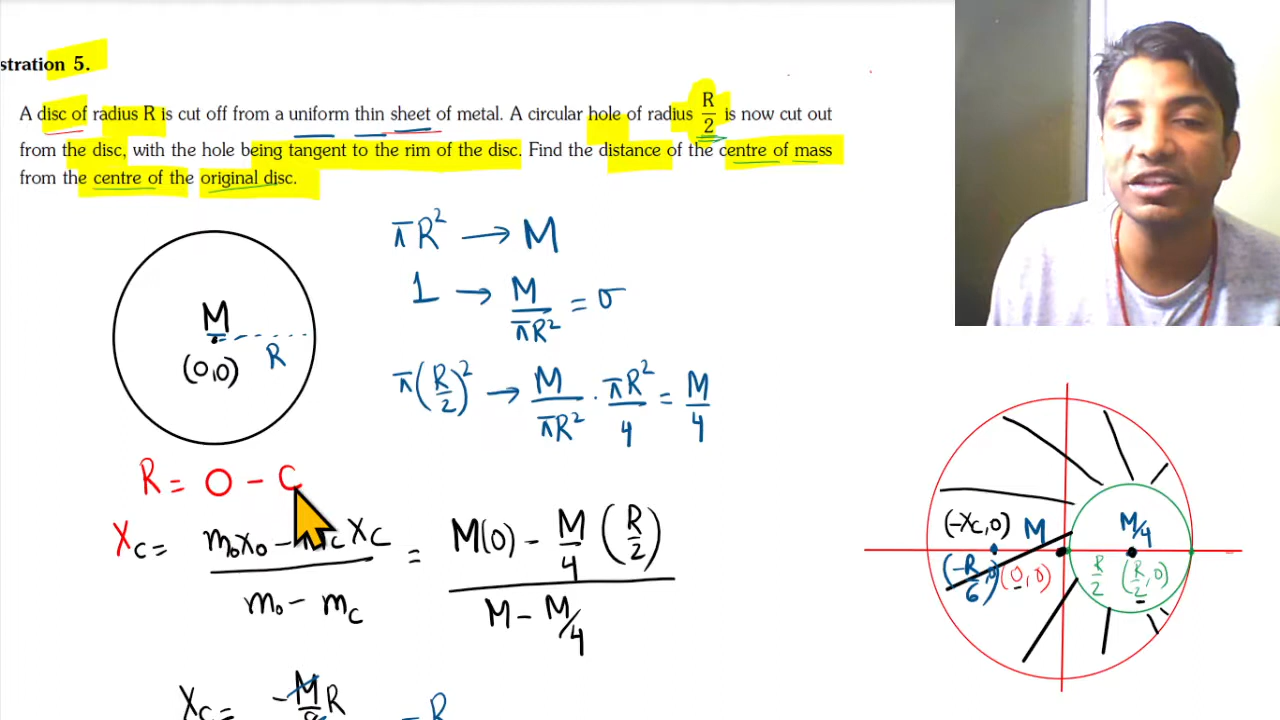 stration 5.
A disc of radius R is cut off from a uniform thin sheet of metal. A circular hole of radius R/2 is now cut out
from the disc, with the hole being tangent to the rim of the disc. Find the distance of the centre of mass
from the centre of the original disc.
πR² → M
1 → M/πR² = σ
π(R/2)² → M/πR² · πR²/4 = M/4
M
R
(0,0)
R = O - C
Xc = (m₀x₀ - mcXc)/(m₀ - mc) = (M(0) - M/4 (R/2))/(M - M/4)
Xc = -M/8 R = -R
(-Xc,0) M M/4
(-R/6, 0) (0,0) R/2 (R/2,0)